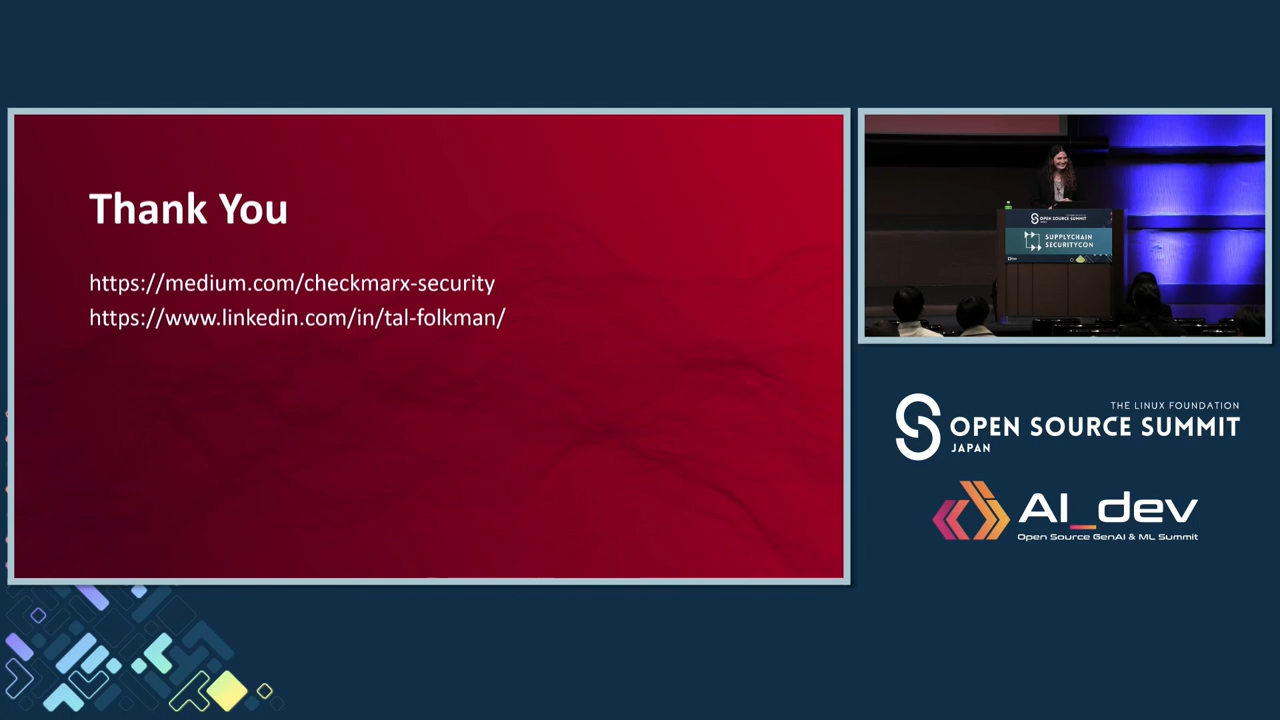 Thank You
https://medium.com/checkmarx-security
https://www.linkedin.com/in/tal-folkman/
OPEN SOURCE SUMMIT
SUPPLYCHAIN
SECURITYCON
THE LINUX FOUNDATION
OPEN SOURCE SUMMIT
JAPAN
AI_dev
Open Source GenAI & ML Summit